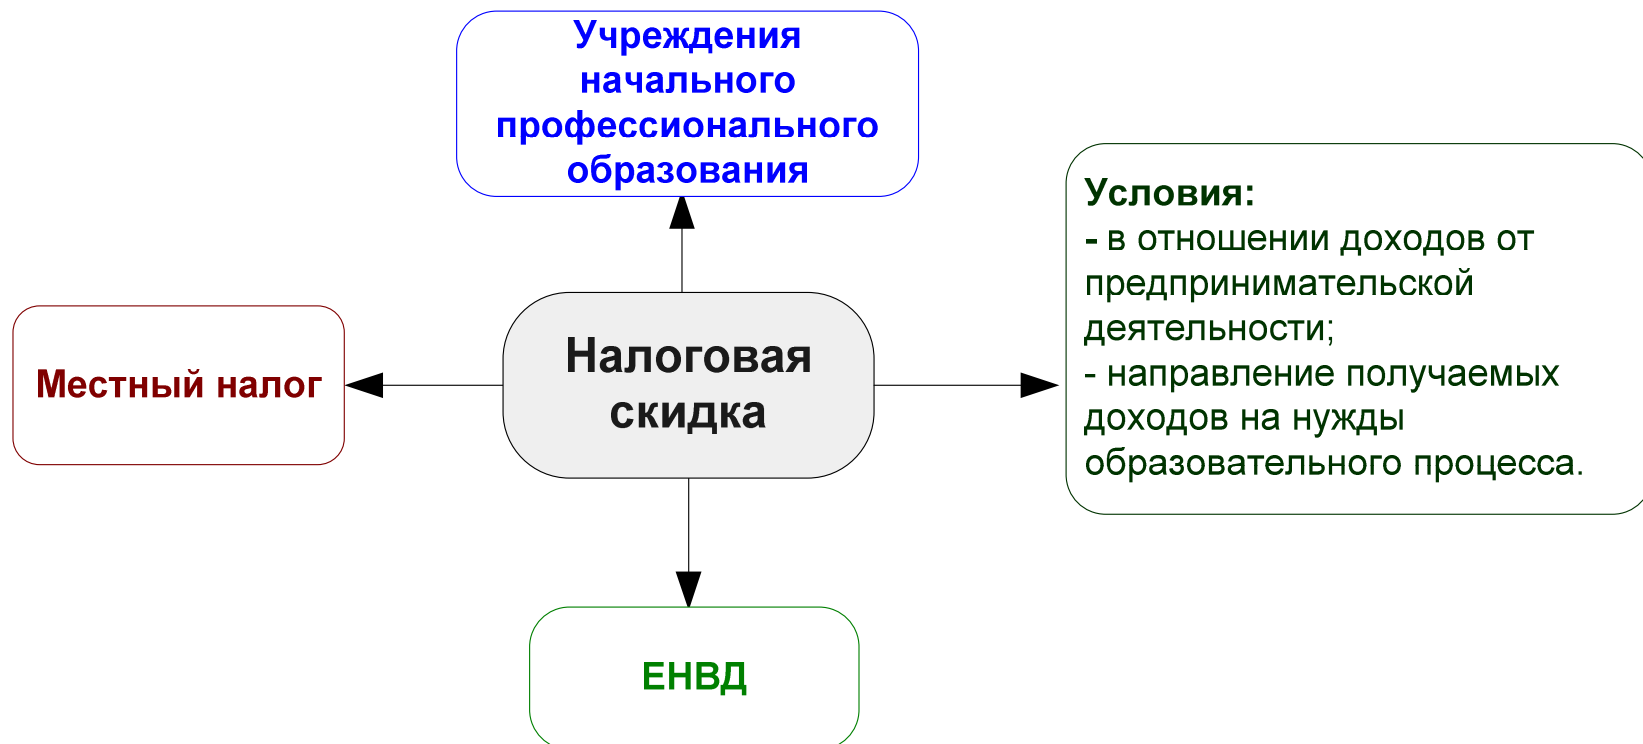 Учреждения
начального
профессионального
образования
Условия:
- в отношении доходов от
предпринимательской
деятельности;
- направление получаемых
доходов на нужды
образовательного процесса.
Налоговая
скидка
Местный налог
ЕНВД